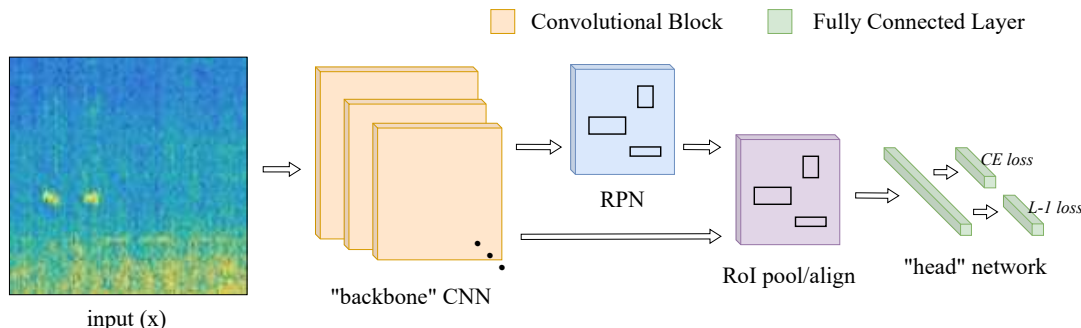 Convolutional Block
Fully Connected Layer
CE loss
L-1 loss
RPN
RoI pool/align
"head" network
"backbone" CNN
input (x)